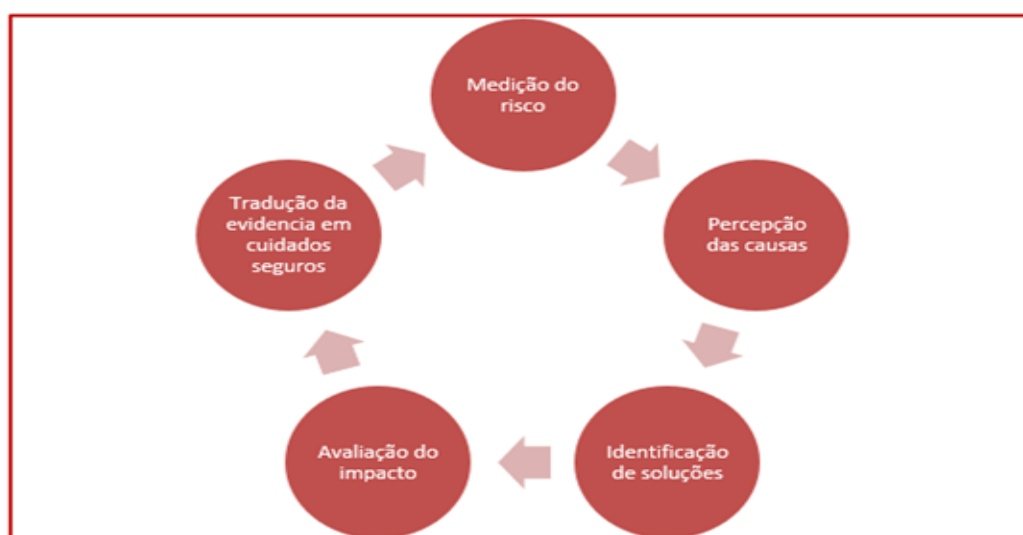 Medição do
risco
Percepção
das causas
Identificação
de soluções
Avaliação do
impacto
Tradução da
evidencia em
cuidados
seguros